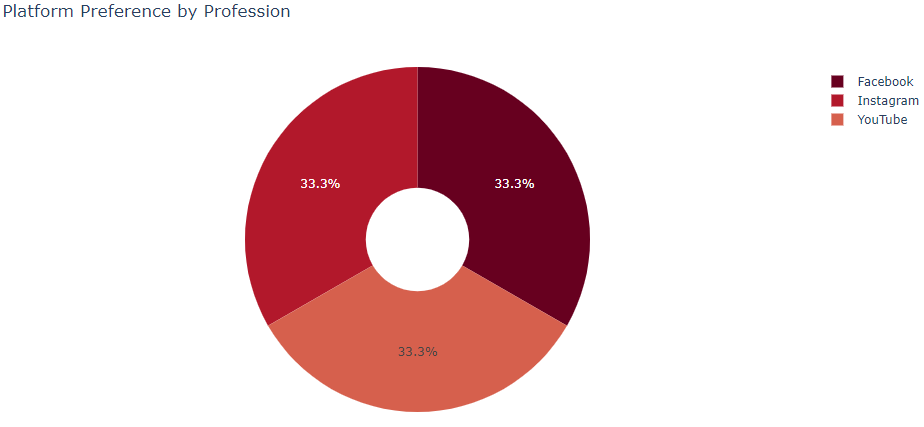 Platform Preference by Profession
Facebook
Instagram
YouTube
33.3%
33.3%
33.3%